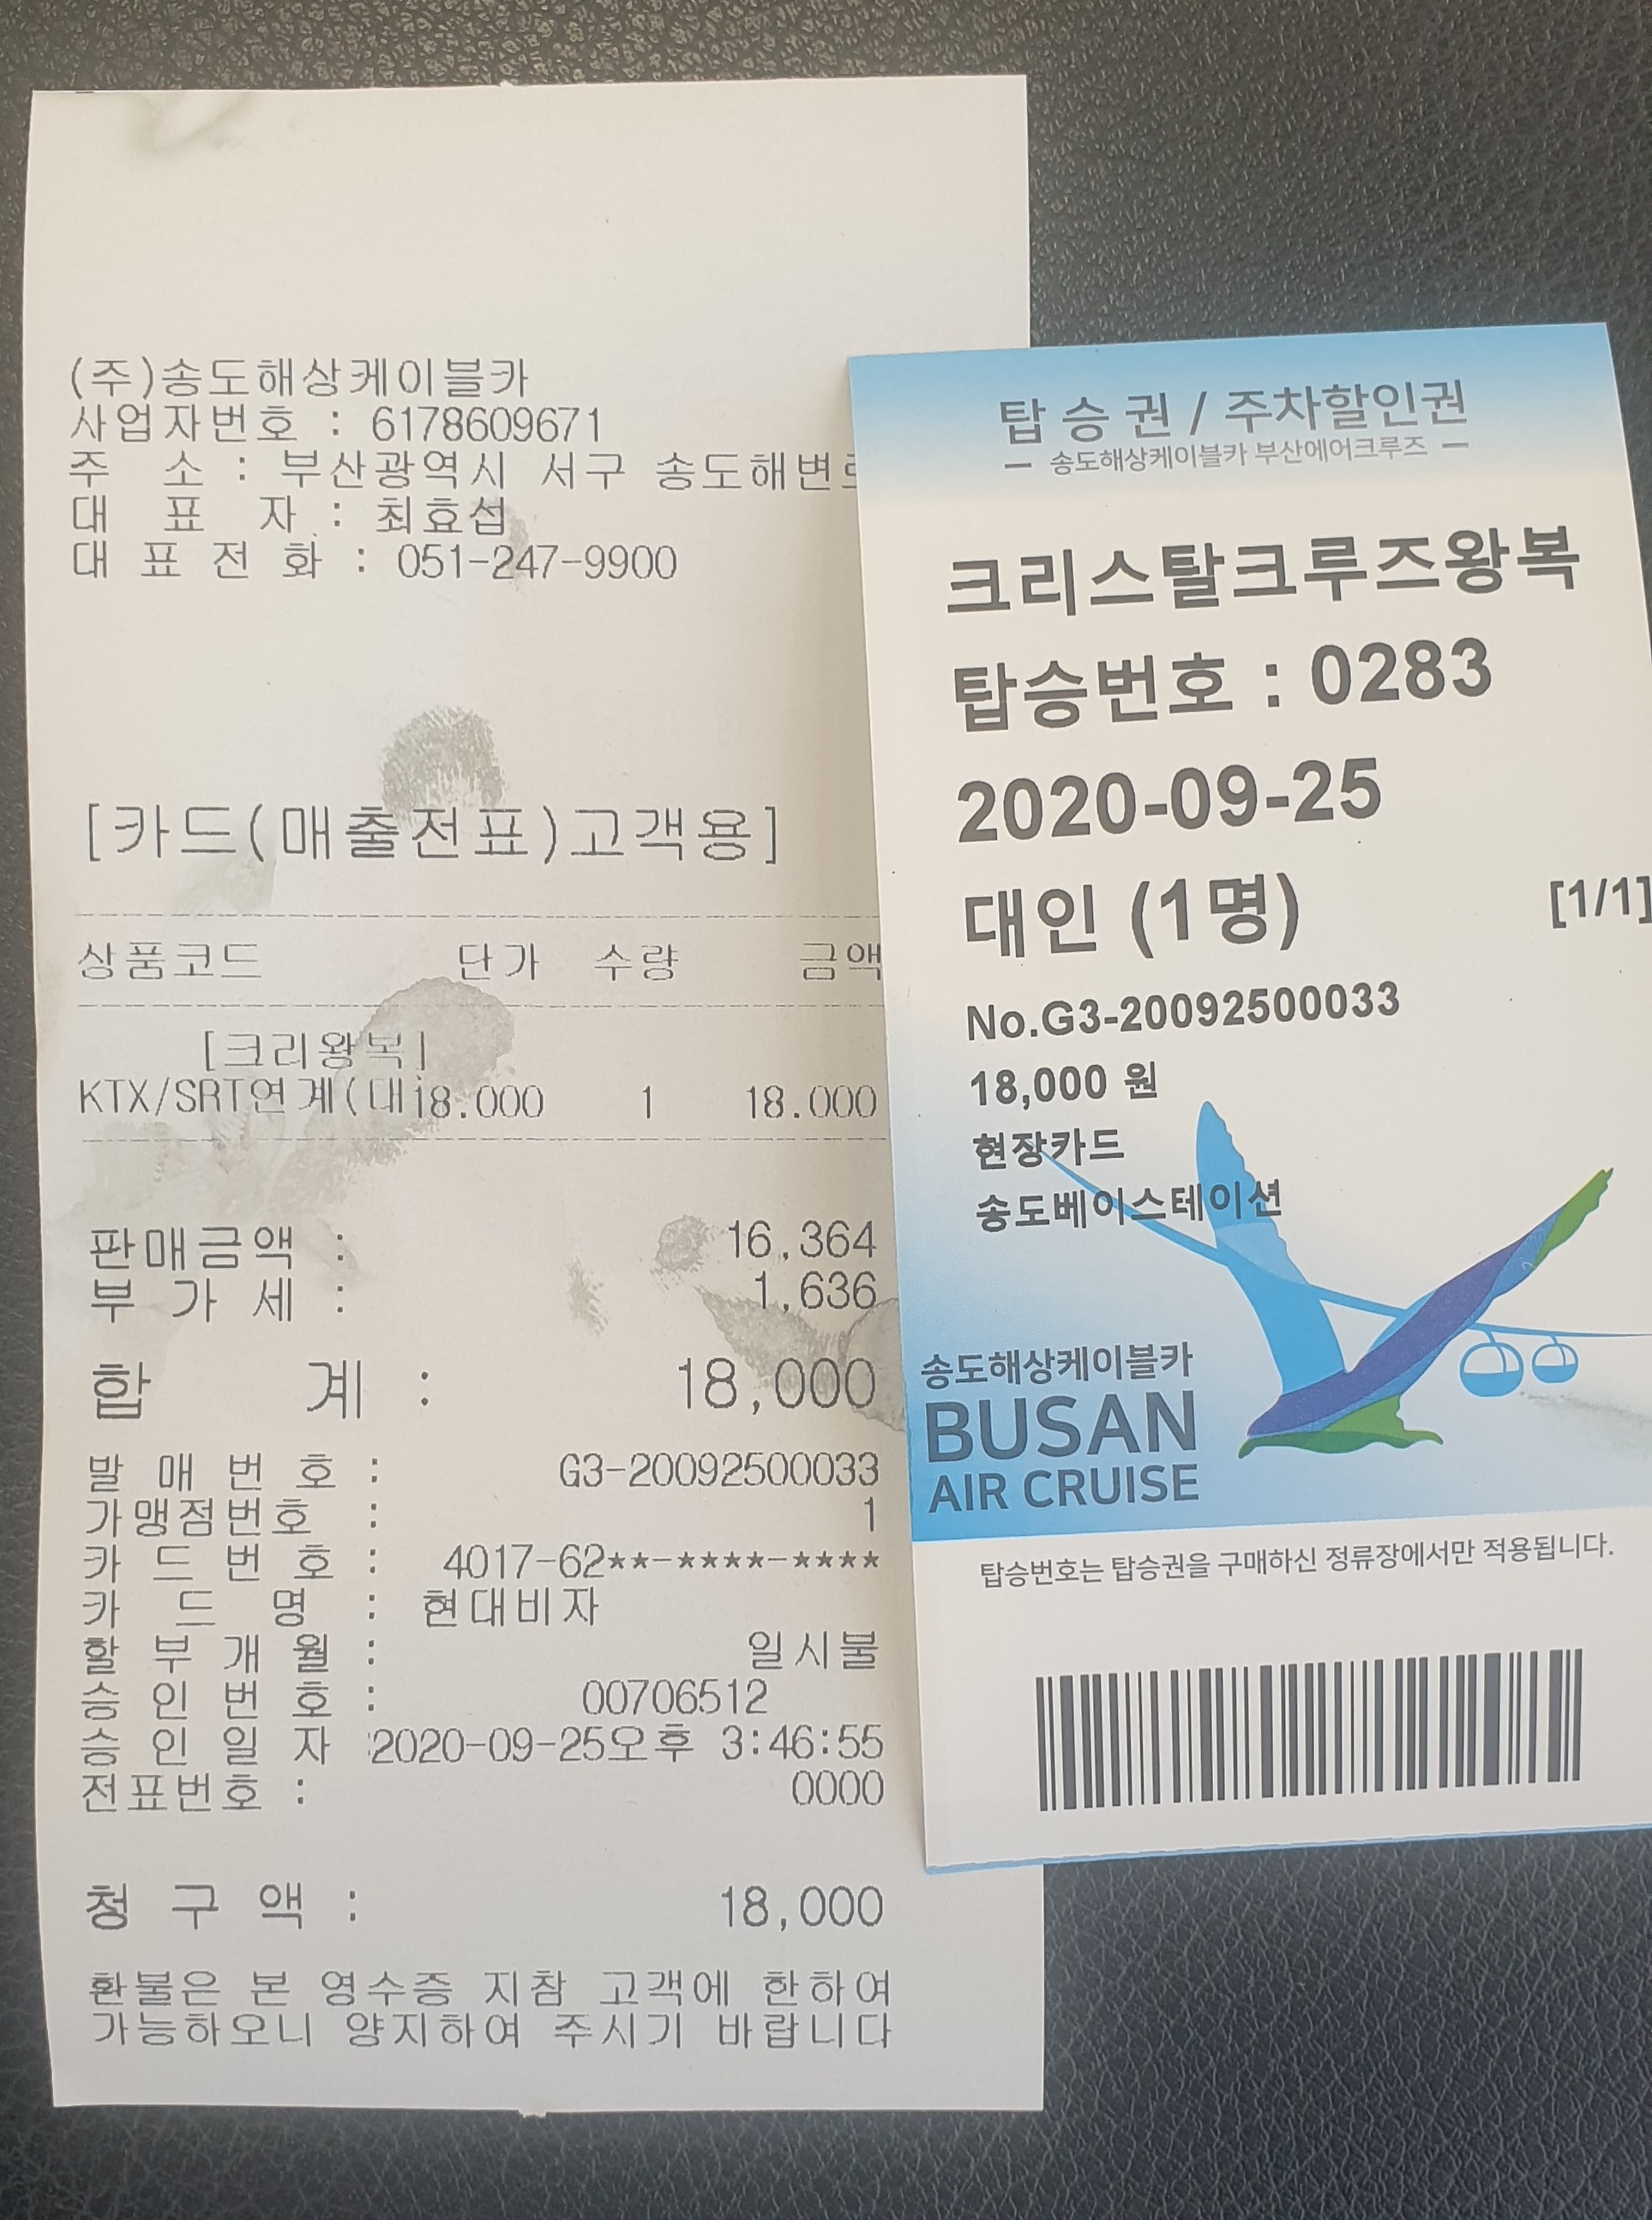 (주)송도해상케이블카
사업자번호 : 6178609671
주 소 : 부산광역시 서구 송도해변로
대 표 자 : 최효섭
대 표 전 화 : 051-247-9900
[카드(매출전표)고객용]
상품코드 단가 수량 금액
[크리왕복]
KTX/SRT연계(대18.000 1 18.000
판매금액 : 16,364
부 가 세 : 1,636
합 계 : 18,000
발 매 번 호 : G3-20092500033
가맹점번호 : 1
카 드 번 호 : 4017-62**-****-****
카 드 명 : 현대비자
할 부 개 월 : 일시불
승 인 번 호 : 00706512
승 인 일 자 :2020-09-25오후 3:46:55
전표번호 : 0000
청 구 액 : 18,000
환불은 본 영수증 지참 고객에 한하여
가능하오니 양지하여 주시기 바랍니다
탑승권 / 주차할인권
– 송도해상케이블카 부산에어크루즈 –
크리스탈크루즈왕복
탑승번호 : 0283
2020-09-25
대인 (1명) [1/1]
No.G3-20092500033
18,000 원
현장카드
송도베이스테이션
송도해상케이블카
BUSAN
AIR CRUISE
탑승번호는 탑승권을 구매하신 정류장에서만 적용됩니다.